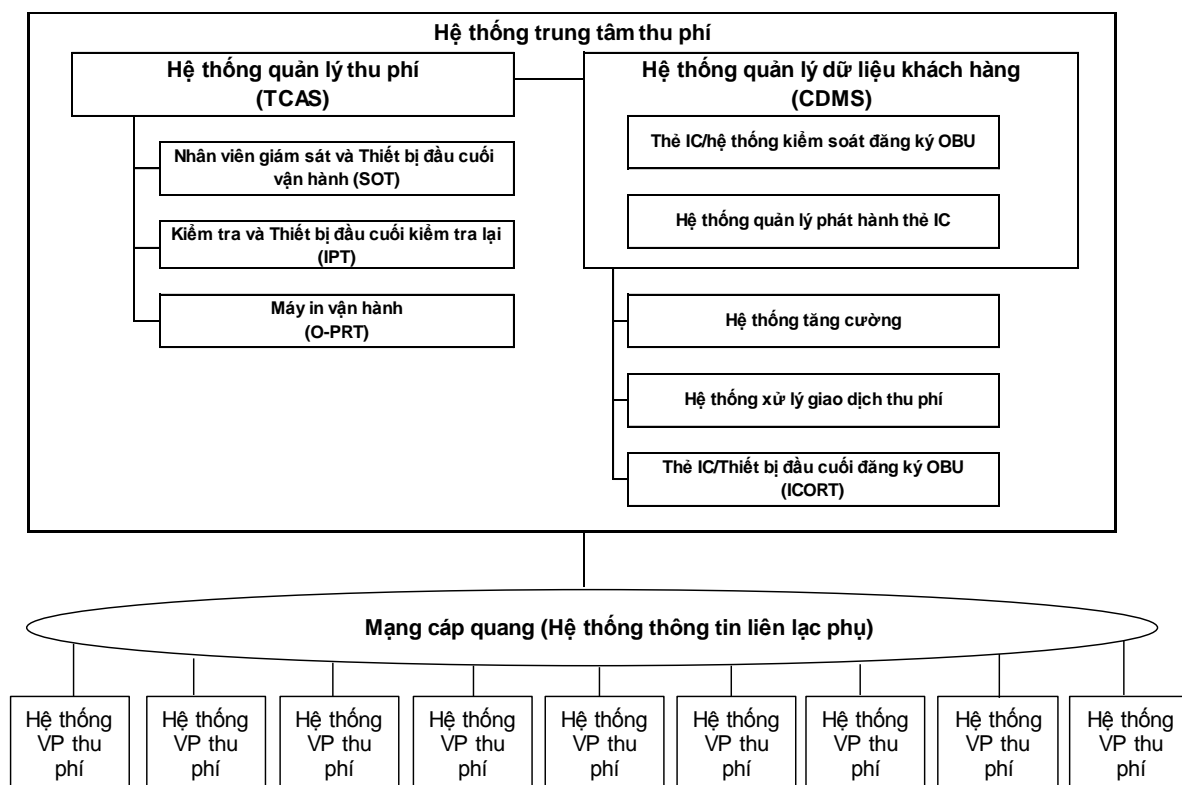 Hệ thống trung tâm thu phí
Hệ thống quản lý thu phí
(TCAS)
Nhân viên giám sát và Thiết bị đầu cuối
vận hành (SOT)
Kiểm tra và Thiết bị đầu cuối kiểm tra lại
(IPT)
Máy in vận hành
(O-PRT)
Hệ thống quản lý dữ liệu khách hàng
(CDMS)
Thẻ IC/hệ thống kiểm soát đăng ký OBU
Hệ thống quản lý phát hành thẻ IC
Hệ thống tăng cường
Hệ thống xử lý giao dịch thu phí
Thẻ IC/Thiết bị đầu cuối đăng ký OBU
(ICORT)
Mạng cáp quang (Hệ thống thông tin liên lạc phụ)
Hệ thống
VP thu
phí
Hệ thống
VP thu
phí
Hệ thống
VP thu
phí
Hệ thống
VP thu
phí
Hệ thống
VP thu
phí
Hệ thống
VP thu
phí
Hệ thống
VP thu
phí
Hệ thống
VP thu
phí
Hệ thống
VP thu
phí